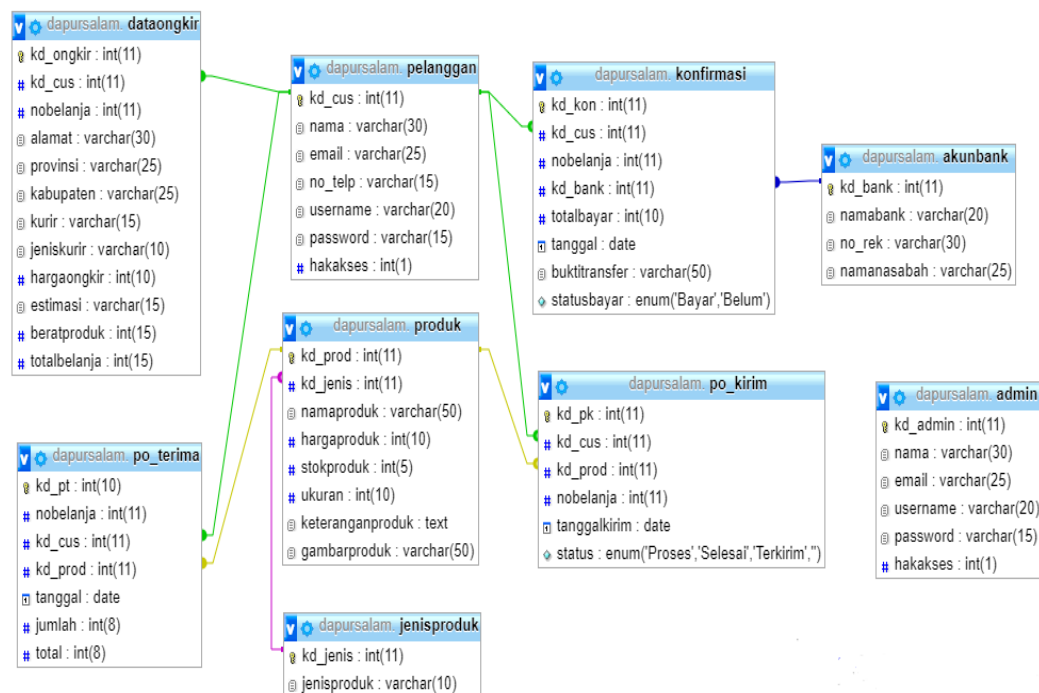 dapursalam. dataongkir
kd_ongkir : int(11)
kd_cus : int(11)
nobelanja : int(11)
alamat : varchar(30)
provinsi : varchar(25)
kabupaten : varchar(25)
kurir : varchar(15)
jeniskurir : varchar(10)
hargaongkir : int(10)
estimasi : varchar(15)
beratproduk : int(15)
totalbelanja : int(15)
dapursalam. pelanggan
kd_cus : int(11)
nama : varchar(30)
email : varchar(25)
no_telp : varchar(15)
username : varchar(20)
password : varchar(15)
hakakses : int(1)
dapursalam. konfirmasi
kd_kon : int(11)
kd_cus : int(11)
nobelanja : int(11)
kd_bank : int(11)
totalbayar : int(10)
tanggal : date
buktitransfer : varchar(50)
statusbayar : enum('Bayar','Belum')
dapursalam. akunbank
kd_bank : int(11)
namabank : varchar(20)
no_rek : varchar(30)
namanasabah : varchar(25)
dapursalam. po_terima
kd_pt : int(10)
nobelanja : int(11)
kd_cus : int(11)
kd_prod : int(11)
tanggal : date
jumlah : int(8)
total : int(8)
dapursalam. produk
kd_prod : int(11)
kd_jenis : int(11)
namaproduk : varchar(50)
hargaproduk : int(10)
stokproduk : int(5)
ukuran : int(10)
keteranganproduk : text
gambarproduk : varchar(50)
dapursalam. po_kirim
kd_pk : int(11)
kd_cus : int(11)
kd_prod : int(11)
nobelanja : int(11)
tanggalkirim : date
status : enum('Proses','Selesai','Terkirim','')
dapursalam. admin
kd_admin : int(11)
nama : varchar(30)
email : varchar(25)
username : varchar(20)
password : varchar(15)
hakakses : int(1)
dapursalam. jenisproduk
kd_jenis : int(11)
jenisproduk : varchar(10)